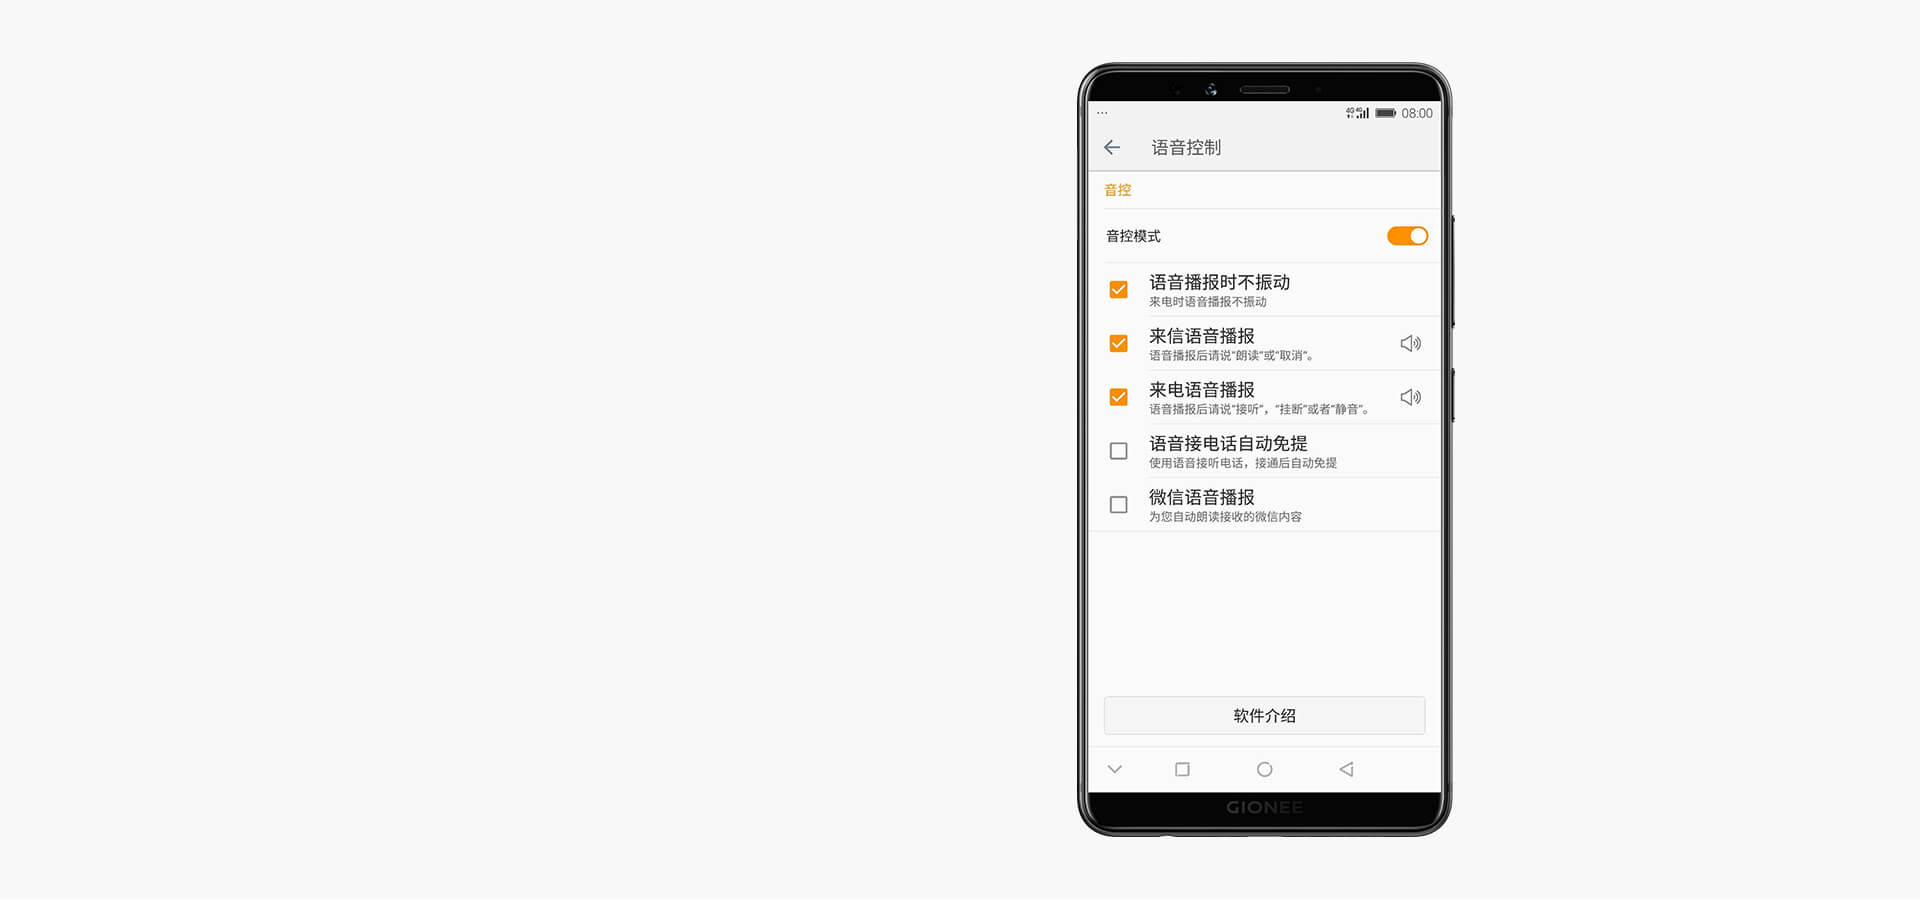 ... 4G 4G 08:00
语音控制
音控
音控模式
语音播报时不振动
来电时语音播报不振动
来信语音播报
语音播报后请说"朗读"或"取消"。
来电语音播报
语音播报后请说"接听"，"挂断"或者"静音"。
语音接电话自动免提
使用语音接听电话，接通后自动免提
微信语音播报
为您自动朗读接收的微信内容
软件介绍
GIONEE